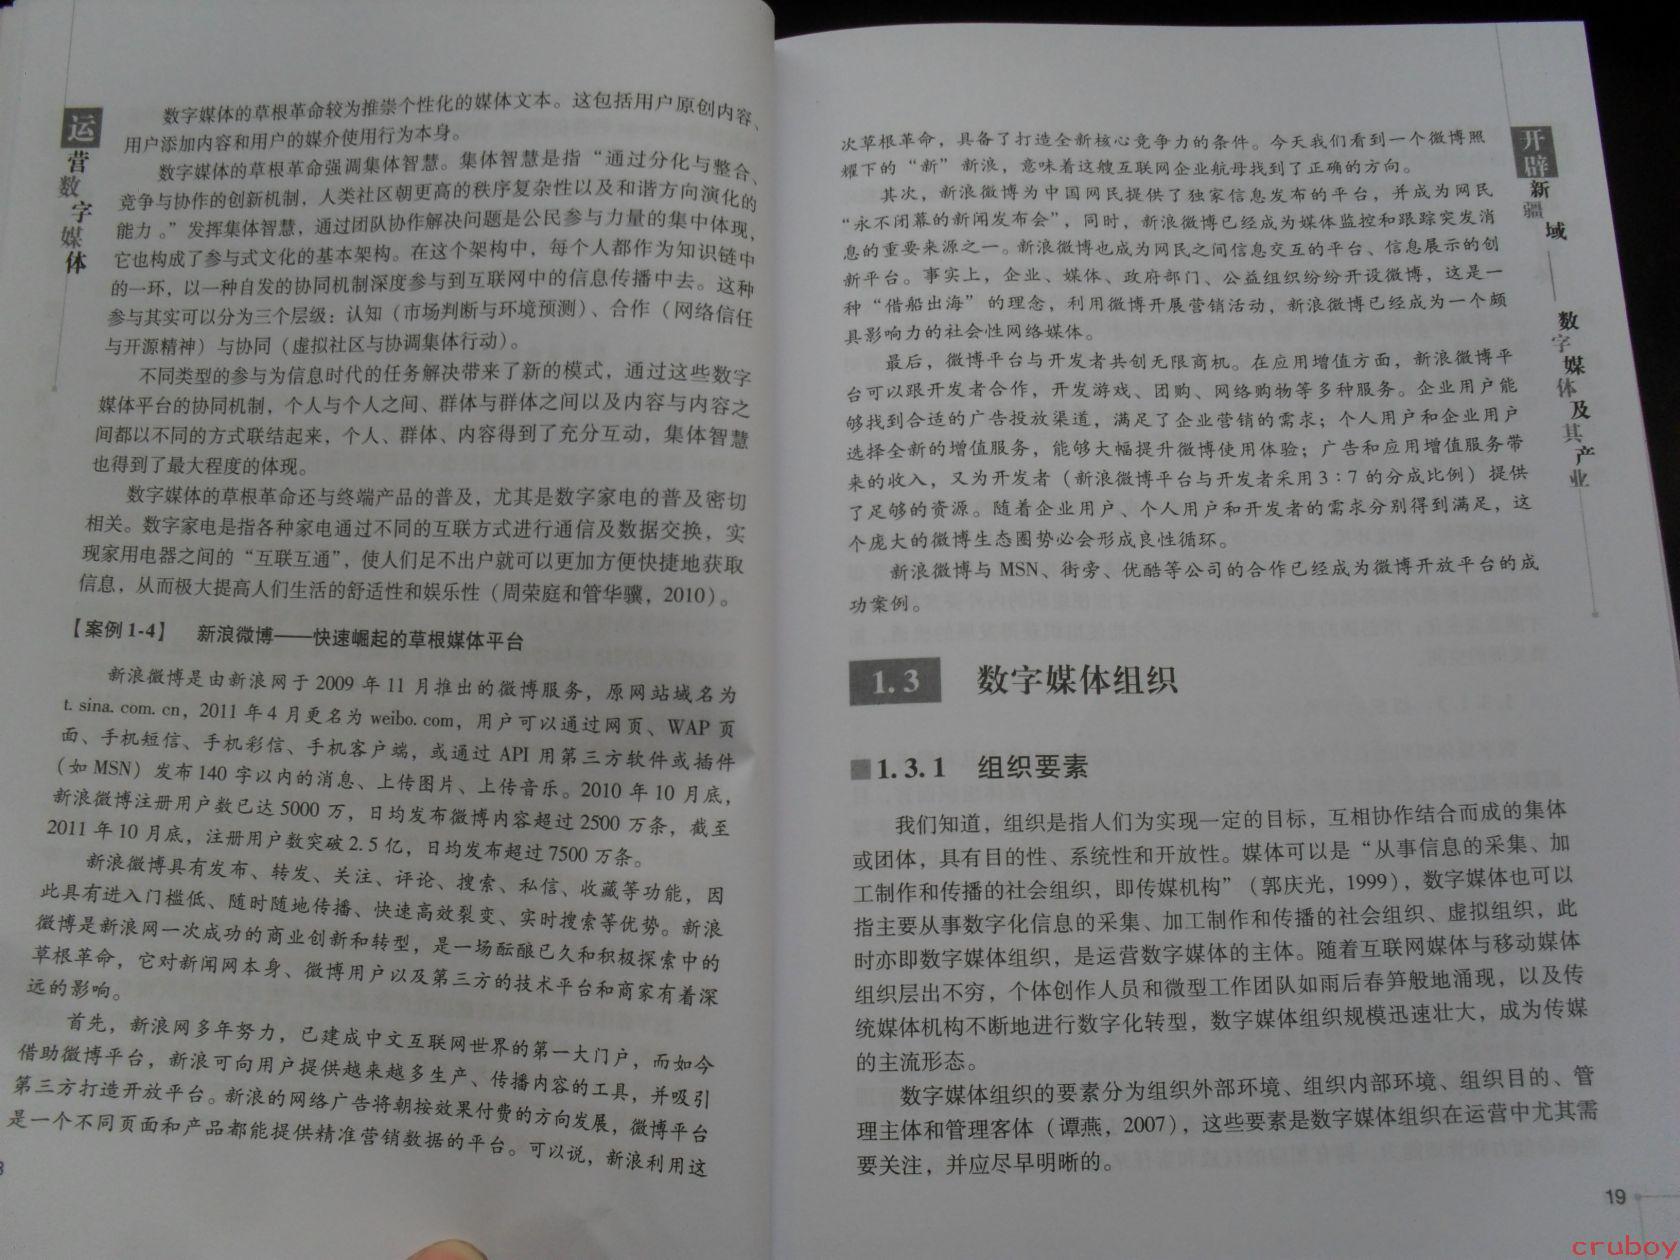 运营数字媒体
数字媒体的草根革命较为推崇个性化的媒体文本。这包括用户原创内容、
用户添加内容和用户的媒介使用行为本身。
数字媒体的草根革命强调集体智慧。集体智慧是指“通过分化与整合、
竞争与协作的创新机制，人类社区朝更高的秩序复杂性以及和谐方向演化的
能力。”发挥集体智慧，通过团队协作解决问题是公民参与力量的集中体现，
它也构成了参与式文化的基本架构。在这个架构中，每个人都作为知识链中
的一环，以一种自发的协同机制深度参与到互联网中的信息传播中去。这种
参与其实可以分为三个层级：认知（市场判断与环境预测）、合作（网络信任
与开源精神）与协同（虚拟社区与协调集体行动）。
不同类型的参与为信息时代的任务解决带来了新的模式，通过这些数字
媒体平台的协同机制，个人与个人之间、群体与群体之间以及内容与内容之
间都以不同的方式联结起来，个人、群体、内容得到了充分互动，集体智慧
也得到了最大程度的体现。
数字媒体的草根革命还与终端产品的普及，尤其是数字家电的普及密切
相关。数字家电是指各种家电通过不同的互联方式进行通信及数据交换，实
现家用电器之间的“互联互通”，使人们足不出户就可以更加方便快捷地获取
信息，从而极大提高人们生活的舒适性和娱乐性（周荣庭和管华骥，2010）。
【案例1-4】 新浪微博——快速崛起的草根媒体平台
新浪微博是由新浪网于 2009 年 11 月推出的微博服务，原网站域名为
t. sina. com. cn，2011 年 4 月更名为 weibo. com，用户可以通过网页、WAP 页
面、手机短信、手机彩信、手机客户端，或通过 API 用第三方软件或插件
（如 MSN）发布 140 字以内的消息、上传图片、上传音乐。2010 年 10 月底，
新浪微博注册用户数已达 5000 万，日均发布微博内容超过 2500 万条，截至
2011 年 10 月底，注册用户数突破 2. 5 亿，日均发布超过 7500 万条。
新浪微博具有发布、转发、关注、评论、搜索、私信、收藏等功能，因
此具有进入门槛低、随时随地传播、快速高效裂变、实时搜索等优势。新浪
微博是新浪网一次成功的商业创新和转型，是一场酝酿已久和积极探索中的
草根革命，它对新闻网本身、微博用户以及第三方的技术平台和商家有着深
远的影响。
首先，新浪网多年努力，已建成中文互联网世界的第一大门户，而如今
借助微博平台，新浪可向用户提供越来越多生产、传播内容的工具，并吸引
第三方打造开放平台。新浪的网络广告将朝按效果付费的方向发展，微博平台
是一个不同页面和产品都能提供精准营销数据的平台。可以说，新浪利用这
次草根革命，具备了打造全新核心竞争力的条件。今天我们看到一个微博照
耀下的“新”新浪，意味着这艘互联网企业航母找到了正确的方向。
其次，新浪微博为中国网民提供了独家信息发布的平台，并成为网民
“永不闭幕的新闻发布会”，同时，新浪微博已经成为媒体监控和跟踪突发消
息的重要来源之一。新浪微博也成为网民之间信息交互的平台、信息展示的创
新平台。事实上，企业、媒体、政府部门、公益组织纷纷开设微博，这是一
种“借船出海”的理念，利用微博开展营销活动，新浪微博已经成为一个颇
具影响力的社会性网络媒体。
最后，微博平台与开发者共创无限商机。在应用增值方面，新浪微博平
台可以跟开发者合作，开发游戏、团购、网络购物等多种服务。企业用户能
够找到合适的广告投放渠道，满足了企业营销的需求；个人用户和企业用户
选择全新的增值服务，能够大幅提升微博使用体验；广告和应用增值服务带
来的收入，又为开发者（新浪微博平台与开发者采用 3：7 的分成比例）提供
了足够的资源。随着企业用户、个人用户和开发者的需求分别得到满足，这
个庞大的微博生态圈势必会形成良性循环。
新浪微博与 MSN、街旁、优酷等公司的合作已经成为微博开放平台的成
功案例。
1. 3 数字媒体组织
1. 3. 1 组织要素
我们知道，组织是指人们为实现一定的目标，互相协作结合而成的集体
或团体，具有目的性、系统性和开放性。媒体可以是“从事信息的采集、加
工制作和传播的社会组织，即传媒机构”（郭庆光，1999），数字媒体也可以
指主要从事数字化信息的采集、加工制作和传播的社会组织、虚拟组织，此
时亦即数字媒体组织，是运营数字媒体的主体。随着互联网媒体与移动媒体
组织层出不穷，个体创作人员和微型工作团队如雨后春笋般地涌现，以及传
统媒体机构不断地进行数字化转型，数字媒体组织规模迅速壮大，成为传媒
的主流形态。
数字媒体组织的要素分为组织外部环境、组织内部环境、组织目的、管
理主体和管理客体（谭燕，2007），这些要素是数字媒体组织在运营中尤其需
要关注，并应尽早明晰的。
开辟新疆域——数字媒体及其产业
19
cruboy